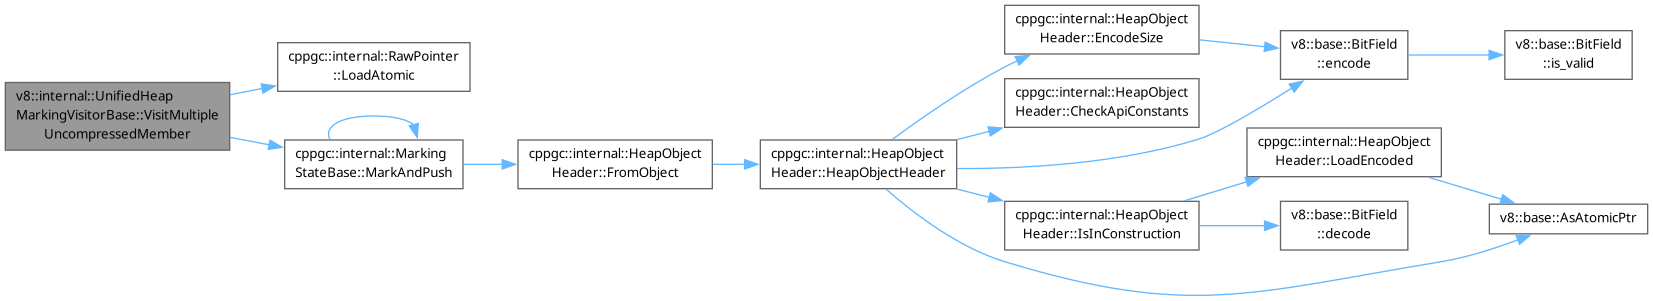 v8::internal::UnifiedHeap
MarkingVisitorBase::VisitMultiple
UncompressedMember
cppgc::internal::RawPointer
::LoadAtomic
cppgc::internal::Marking
StateBase::MarkAndPush
cppgc::internal::HeapObject
Header::FromObject
cppgc::internal::HeapObject
Header::HeapObjectHeader
cppgc::internal::HeapObject
Header::EncodeSize
cppgc::internal::HeapObject
Header::CheckApiConstants
cppgc::internal::HeapObject
Header::IsInConstruction
v8::base::BitField
::encode
cppgc::internal::HeapObject
Header::LoadEncoded
v8::base::BitField
::decode
v8::base::BitField
::is_valid
v8::base::AsAtomicPtr